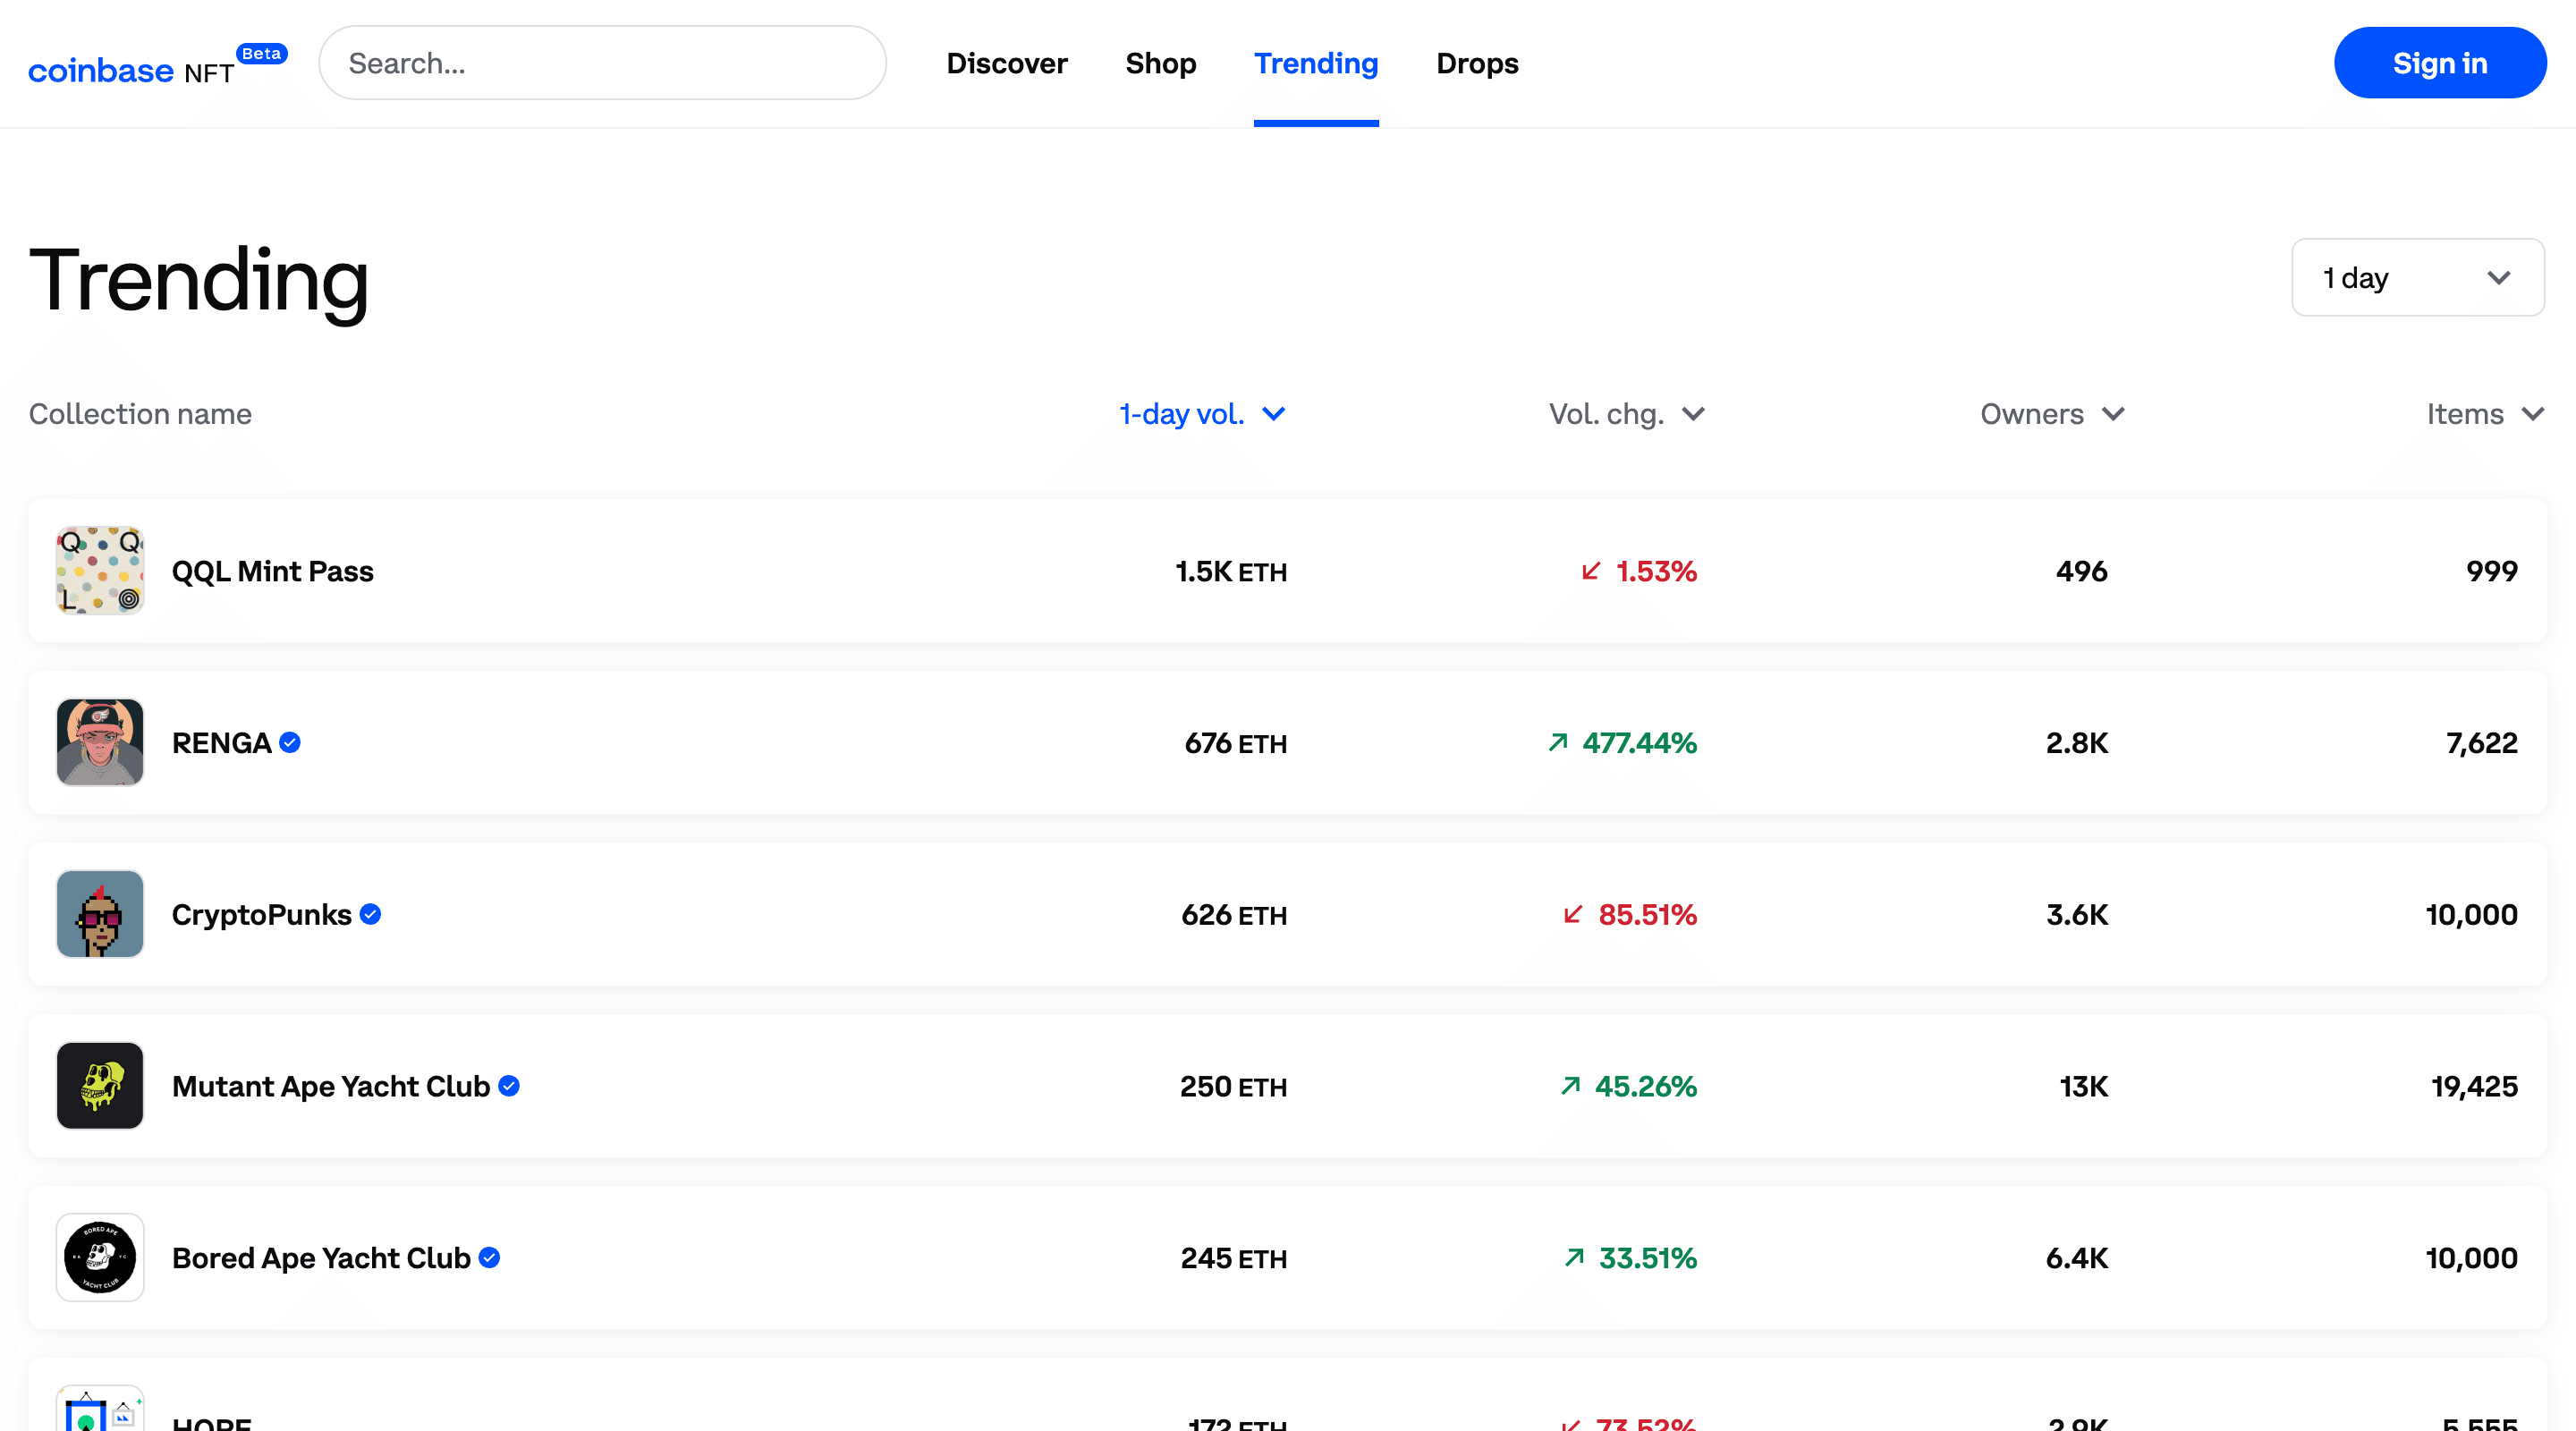 coinbase NFT Beta
Search...
Discover Shop Trending Drops
Sign in
Trending
1 day
Collection name 1-day vol. Vol. chg. Owners Items
QQL Mint Pass 1.5K ETH 1.53% 496 999
RENGA 676 ETH 477.44% 2.8K 7,622
CryptoPunks 626 ETH 85.51% 3.6K 10,000
Mutant Ape Yacht Club 250 ETH 45.26% 13K 19,425
BORED APE
YACHT CLUB
Bored Ape Yacht Club 245 ETH 33.51% 6.4K 10,000
172 ETH 73.52% 2.9K 5,555